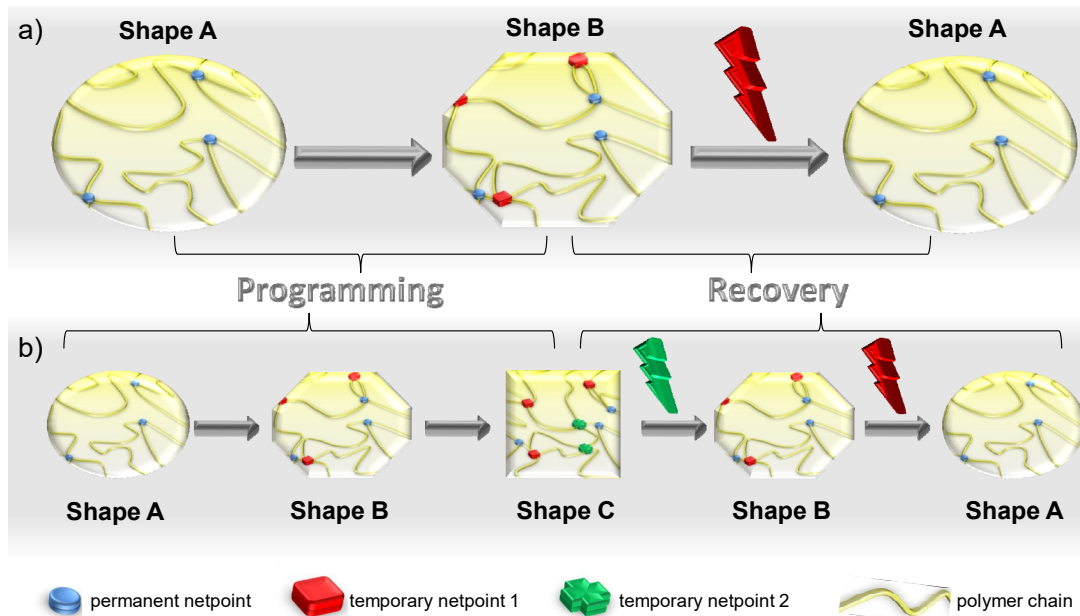 a)
Shape A
Shape B
Shape A
Programming
Recovery
b)
Shape A
Shape B
Shape C
Shape B
Shape A
permanent netpoint
temporary netpoint 1
temporary netpoint 2
polymer chain